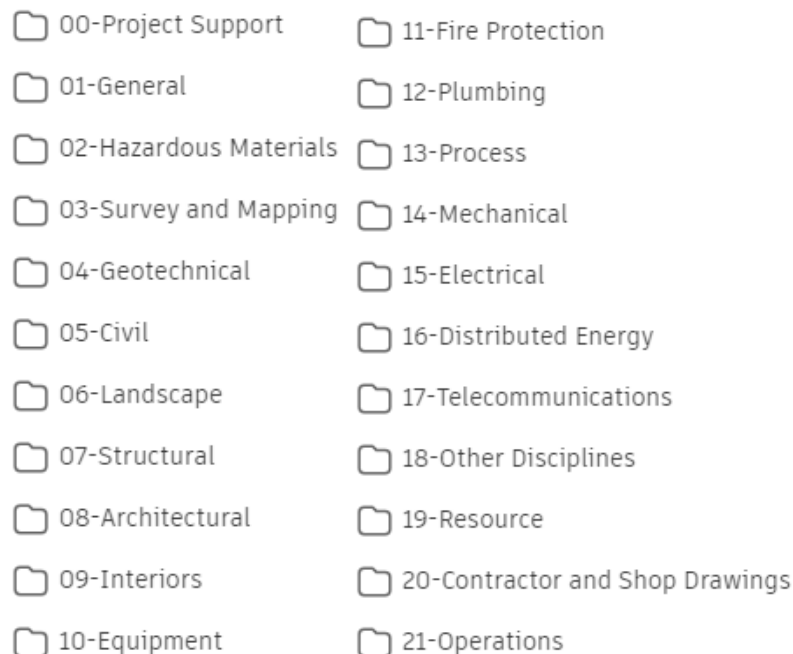 00-Project Support
01-General
02-Hazardous Materials
03-Survey and Mapping
04-Geotechnical
05-Civil
06-Landscape
07-Structural
08-Architectural
09-Interiors
10-Equipment
11-Fire Protection
12-Plumbing
13-Process
14-Mechanical
15-Electrical
16-Distributed Energy
17-Telecommunications
18-Other Disciplines
19-Resource
20-Contractor and Shop Drawings
21-Operations